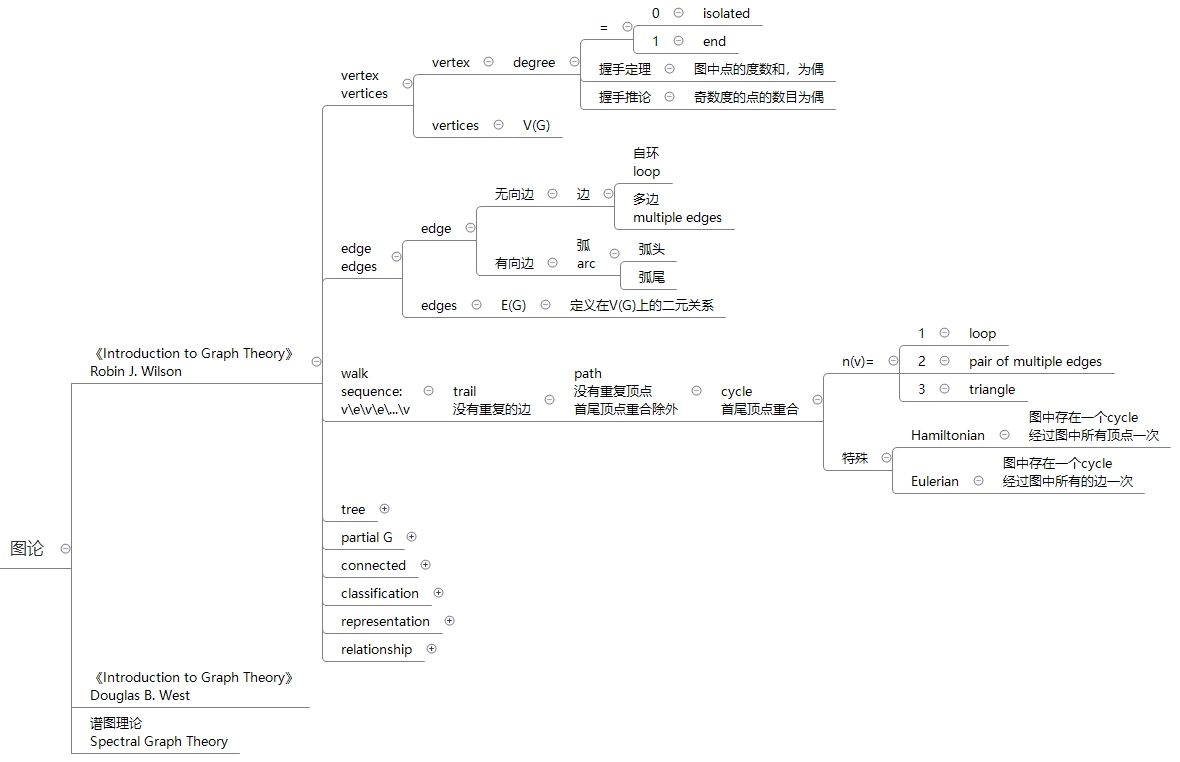 图论
《Introduction to Graph Theory》
Robin J. Wilson
vertex
vertices
vertex
degree
=
0
isolated
1
end
握手定理
图中点的度数和，为偶
握手推论
奇数度的点的数目为偶
vertices
V(G)
edge
edges
edge
无向边
边
自环
loop
多边
multiple edges
有向边
弧
arc
弧头
弧尾
edges
E(G)
定义在V(G)上的二元关系
walk
sequence:
v\e\v\e\...\v
trail
没有重复的边
path
没有重复顶点
首尾顶点重合除外
cycle
首尾顶点重合
n(v)=
1
loop
2
pair of multiple edges
3
triangle
特殊
Hamiltonian
图中存在一个cycle
经过图中所有顶点一次
Eulerian
图中存在一个cycle
经过图中所有的边一次
tree
partial G
connected
classification
representation
relationship
《Introduction to Graph Theory》
Douglas B. West
谱图理论
Spectral Graph Theory